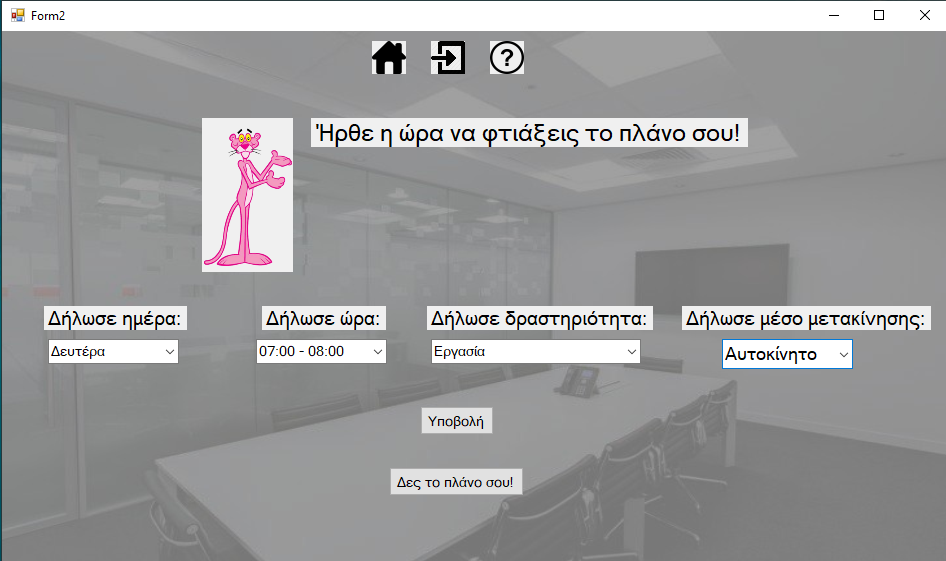 Form2
?
Ήρθε η ώρα να φτιάξεις το πλάνο σου!
Δήλωσε ημέρα: Δήλωσε ώρα: Δήλωσε δραστηριότητα: Δήλωσε μέσο μετακίνησης:
Δευτέρα 07:00 - 08:00 Εργασία Αυτοκίνητο
Υποβολή
Δες το πλάνο σου!